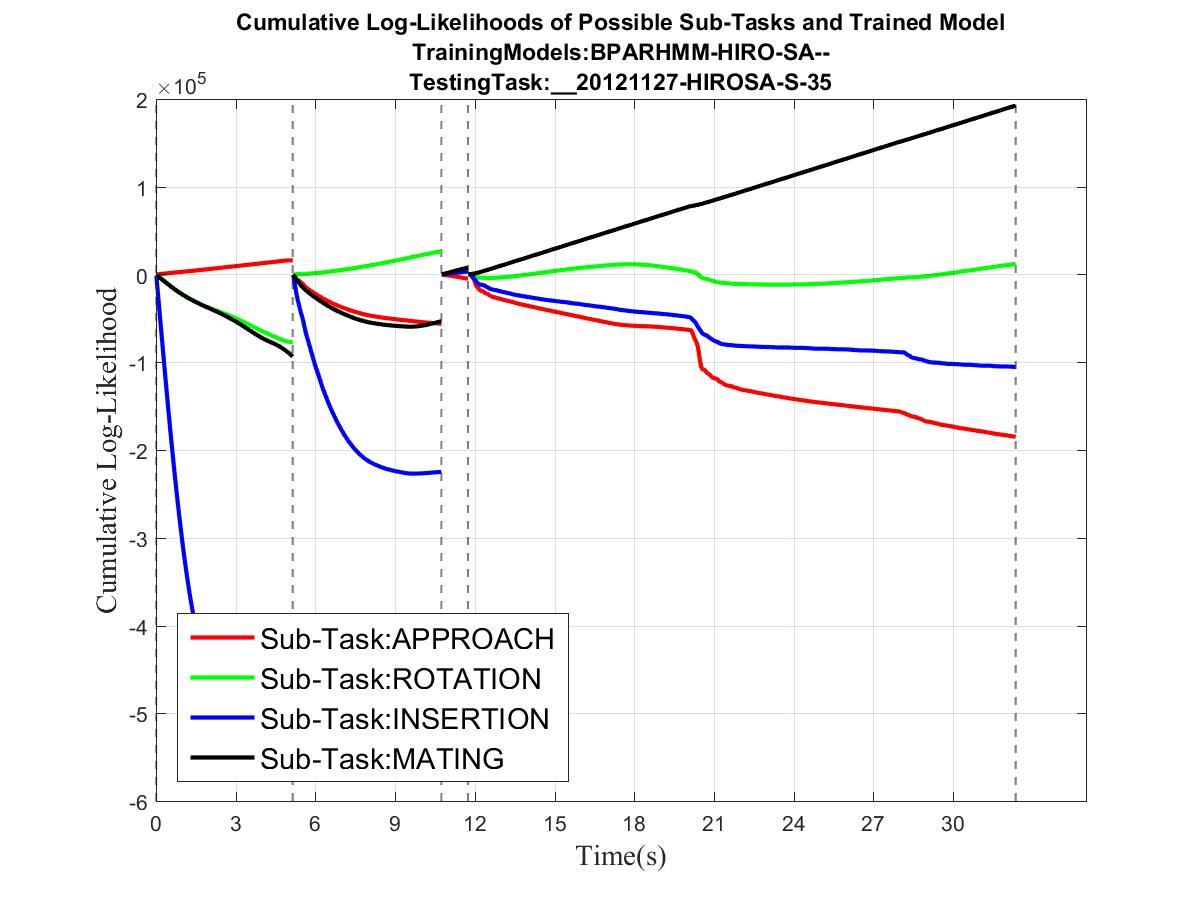 Cumulative Log-Likelihoods of Possible Sub-Tasks and Trained Model
TrainingModels:BPARHMM-HIRO-SA--
TestingTask:__20121127-HIROSA-S-35
×10^5
2
1
0
-1
-2
-3
-4
-5
-6
Cumulative Log-Likelihood
Sub-Task:APPROACH
Sub-Task:ROTATION
Sub-Task:INSERTION
Sub-Task:MATING
0 3 6 9 12 15 18 21 24 27 30
Time(s)